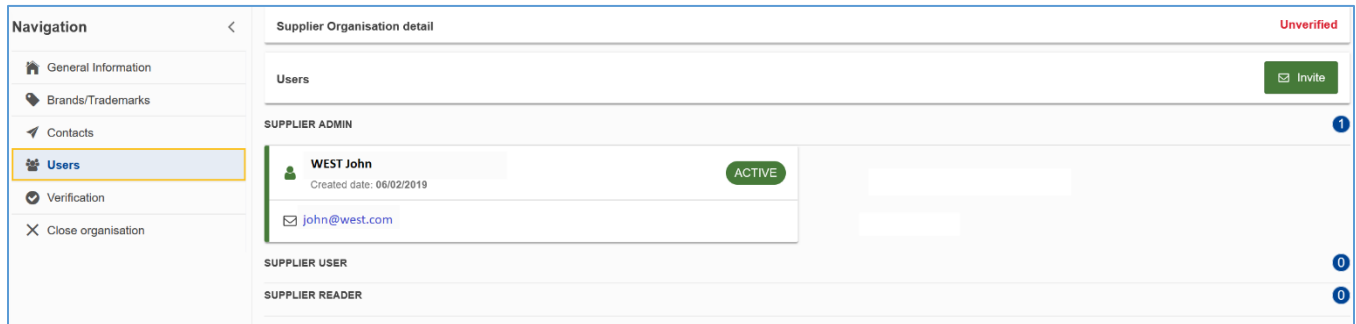 Navigation
General Information
Brands/Trademarks
Contacts
Users
Verification
Close organisation
Supplier Organisation detail Unverified
Users Invite
SUPPLIER ADMIN 1
WEST John
Created date: 06/02/2019
ACTIVE
john@west.com
SUPPLIER USER 0
SUPPLIER READER 0